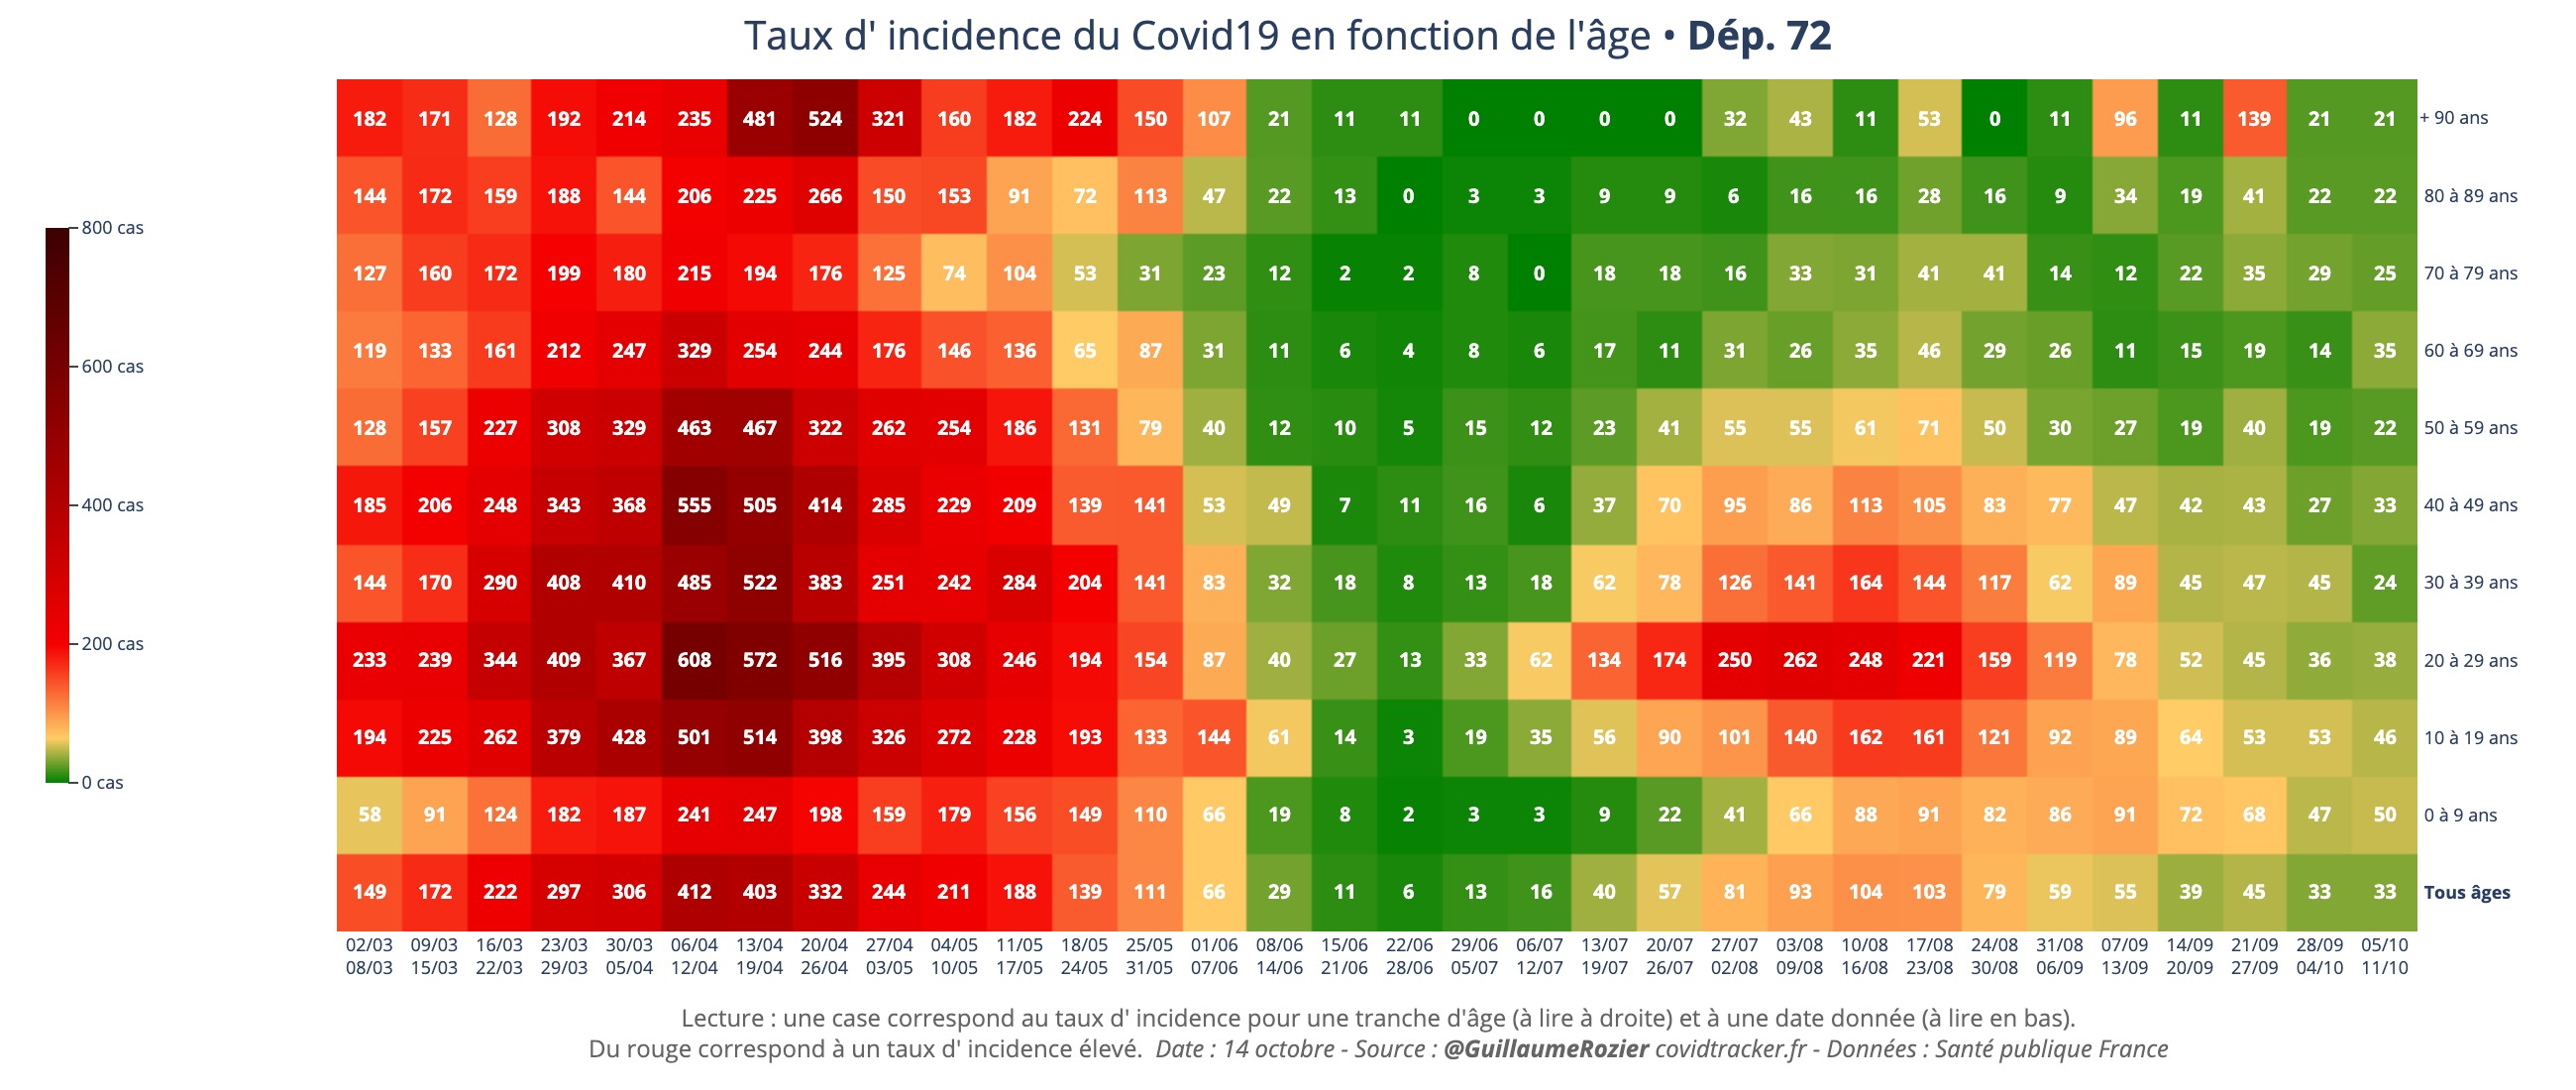 Taux d' incidence du Covid19 en fonction de l'âge • Dép. 72
182 171 128 192 214 235 481 524 321 160 182 224 150 107 21 11 11 0 0 0 0 32 43 11 53 0 11 96 11 139 21 21 + 90 ans
144 172 159 188 144 206 225 266 150 153 91 72 113 47 22 13 0 3 3 9 9 6 16 16 28 16 9 34 19 41 22 22 80 à 89 ans
127 160 172 199 180 215 194 176 125 74 104 53 31 23 12 2 2 8 0 18 18 16 33 31 41 41 14 12 22 35 29 25 70 à 79 ans
119 133 161 212 247 329 254 244 176 146 136 65 87 31 11 6 4 8 6 17 11 31 26 35 46 29 26 11 15 19 14 35 60 à 69 ans
128 157 227 308 329 463 467 322 262 254 186 131 79 40 12 10 5 15 12 23 41 55 55 61 71 50 30 27 19 40 19 22 50 à 59 ans
185 206 248 343 368 555 505 414 285 229 209 139 141 53 49 7 11 16 6 37 70 95 86 113 105 83 77 47 42 43 27 33 40 à 49 ans
144 170 290 408 410 485 522 383 251 242 284 204 141 83 32 18 8 13 18 62 78 126 141 164 144 117 62 89 45 47 45 24 30 à 39 ans
233 239 344 409 367 608 572 516 395 308 246 194 154 87 40 27 13 33 62 134 174 250 262 248 221 159 119 78 52 45 36 38 20 à 29 ans
194 225 262 379 428 501 514 398 326 272 228 193 133 144 61 14 3 19 35 56 90 101 140 162 161 121 92 89 64 53 53 46 10 à 19 ans
58 91 124 182 187 241 247 198 159 179 156 149 110 66 19 8 2 3 3 9 22 41 66 88 91 82 86 91 72 68 47 50 0 à 9 ans
149 172 222 297 306 412 403 332 244 211 188 139 111 66 29 11 6 13 16 40 57 81 93 104 103 79 59 55 39 45 33 33 Tous âges
02/03 09/03 16/03 23/03 30/03 06/04 13/04 20/04 27/04 04/05 11/05 18/05 25/05 01/06 08/06 15/06 22/06 29/06 06/07 13/07 20/07 27/07 03/08 10/08 17/08 24/08 31/08 07/09 14/09 21/09 28/09 05/10
08/03 15/03 22/03 29/03 05/04 12/04 19/04 26/04 03/05 10/05 17/05 24/05 31/05 07/06 14/06 21/06 28/06 05/07 12/07 19/07 26/07 02/08 09/08 16/08 23/08 30/08 06/09 13/09 20/09 27/09 04/10 11/10
800 cas
600 cas
400 cas
200 cas
0 cas
Lecture : une case correspond au taux d' incidence pour une tranche d'âge (à lire à droite) et à une date donnée (à lire en bas).
Du rouge correspond à un taux d' incidence élevé. Date : 14 octobre - Source : @GuillaumeRozier covidtracker.fr - Données : Santé publique France